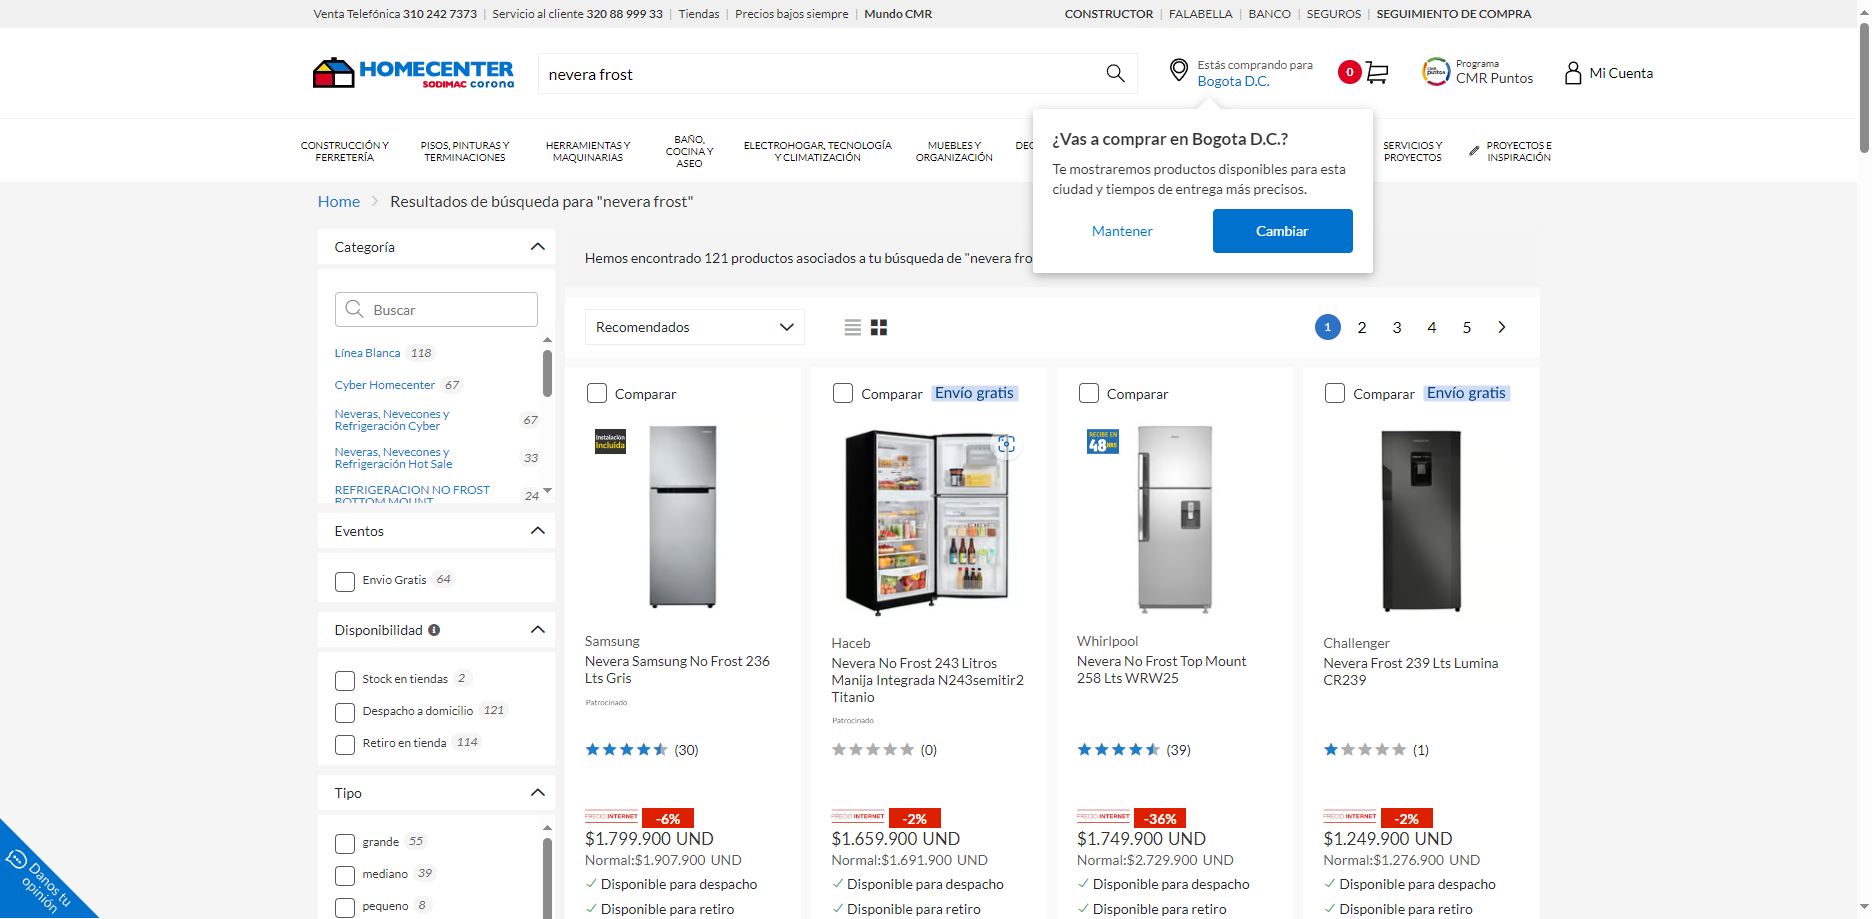 Venta Telefónica 310 242 7373 | Servicio al cliente 320 88 999 33 | Tiendas | Precios bajos siempre | Mundo CMR
CONSTRUCTOR | FALABELLA | BANCO | SEGUROS | SEGUIMIENTO DE COMPRA
HOMECENTER
SODIMAC corona
nevera frost
Estás comprando para
Bogota D.C.
0
CMR puntos
Programa
CMR Puntos
Mi Cuenta
CONSTRUCCIÓN Y
FERRETERÍA
PISOS, PINTURAS Y
TERMINACIONES
HERRAMIENTAS Y
MAQUINARIAS
BAÑO,
COCINA Y
ASEO
ELECTROHOGAR, TECNOLOGÍA
Y CLIMATIZACIÓN
MUEBLES Y
ORGANIZACIÓN
DEC
SERVICIOS Y
PROYECTOS
PROYECTOS E
INSPIRACIÓN
¿Vas a comprar en Bogota D.C.?
Te mostraremos productos disponibles para esta
ciudad y tiempos de entrega más precisos.
Mantener
Cambiar
Home > Resultados de búsqueda para "nevera frost"
Categoría
Buscar
Línea Blanca 118
Cyber Homecenter 67
Neveras, Nevecones y
Refrigeración Cyber 67
Neveras, Nevecones y
Refrigeración Hot Sale 33
REFRIGERACION NO FROST
BOTTOM MOUNT 24
Eventos
Envio Gratis 64
Disponibilidad
Stock en tiendas 2
Despacho a domicilio 121
Retiro en tienda 114
Tipo
grande 55
mediano 39
pequeno 8
Danos tu
opinión
Hemos encontrado 121 productos asociados a tu búsqueda de "nevera fro
Recomendados
1 2 3 4 5
Comparar
Instalación
Incluida
Samsung
Nevera Samsung No Frost 236
Lts Gris
Patrocinado
(30)
PRECIO INTERNET -6%
$1.799.900 UND
Normal:$1.907.900 UND
Disponible para despacho
Disponible para retiro
Comparar Envío gratis
Haceb
Nevera No Frost 243 Litros
Manija Integrada N243semitir2
Titanio
Patrocinado
(0)
PRECIO INTERNET -2%
$1.659.900 UND
Normal:$1.691.900 UND
Disponible para despacho
Disponible para retiro
Comparar
RECIBE EN
48HRS
Whirlpool
Nevera No Frost Top Mount
258 Lts WRW25
(39)
PRECIO INTERNET -36%
$1.749.900 UND
Normal:$2.729.900 UND
Disponible para despacho
Disponible para retiro
Comparar Envío gratis
Challenger
Nevera Frost 239 Lts Lumina
CR239
(1)
PRECIO INTERNET -2%
$1.249.900 UND
Normal:$1.276.900 UND
Disponible para despacho
Disponible para retiro